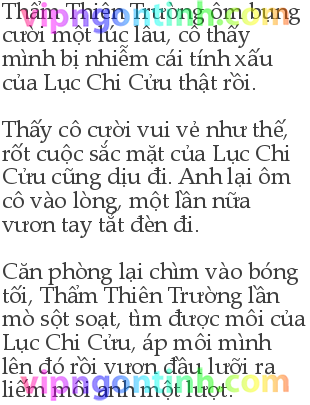 Thẩm Thiên Trường ôm bụng
cười một lúc lâu, cô thấy
mình bị nhiễm cái tính xấu
của Lục Chi Cửu thật rồi.
Thấy cô cười vui vẻ như thế,
rốt cuộc sắc mặt của Lục Chi
Cửu cũng dịu đi. Anh lại ôm
cô vào lòng, một lần nữa
vươn tay tắt đèn đi.
Căn phòng lại chìm vào bóng
tối, Thẩm Thiên Trường lần
mò sột soạt, tìm được môi của
Lục Chi Cửu, áp môi mình
lên đó rồi vươn đầu lưỡi ra
liếm môi anh một lượt.
vipngontinh.com
vipngontinh.com